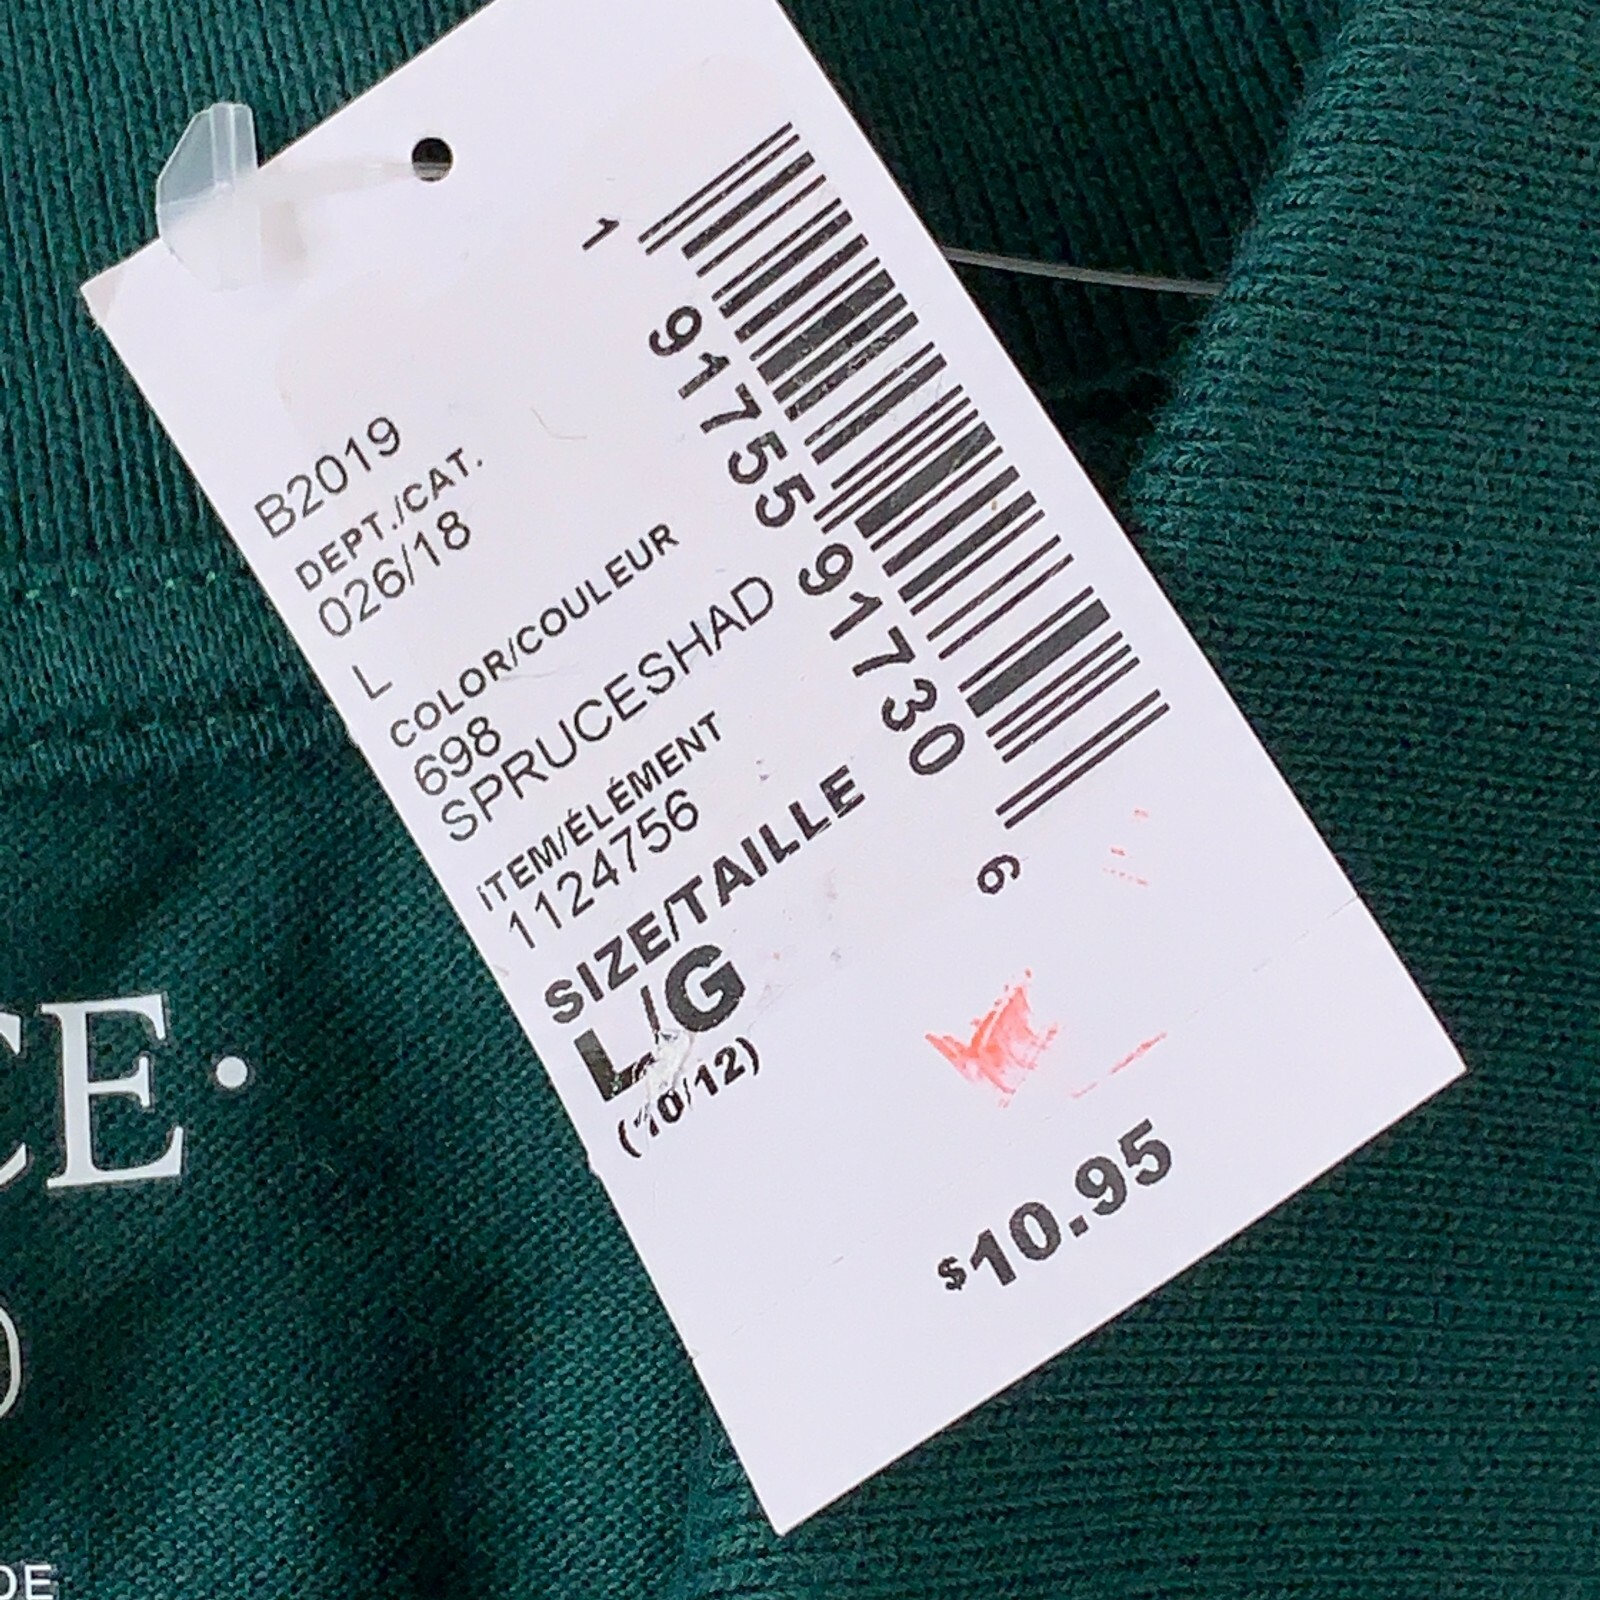 B2019
DEPT./CAT.
026/18
L
COLOR/COULEUR
698
SPRUCESHAD
ITEM/ÉLÉMENT
1124756
SIZE/TAILLE
L/G
(10/12)
1 91755 91730 6
$10.95
CE·
DE